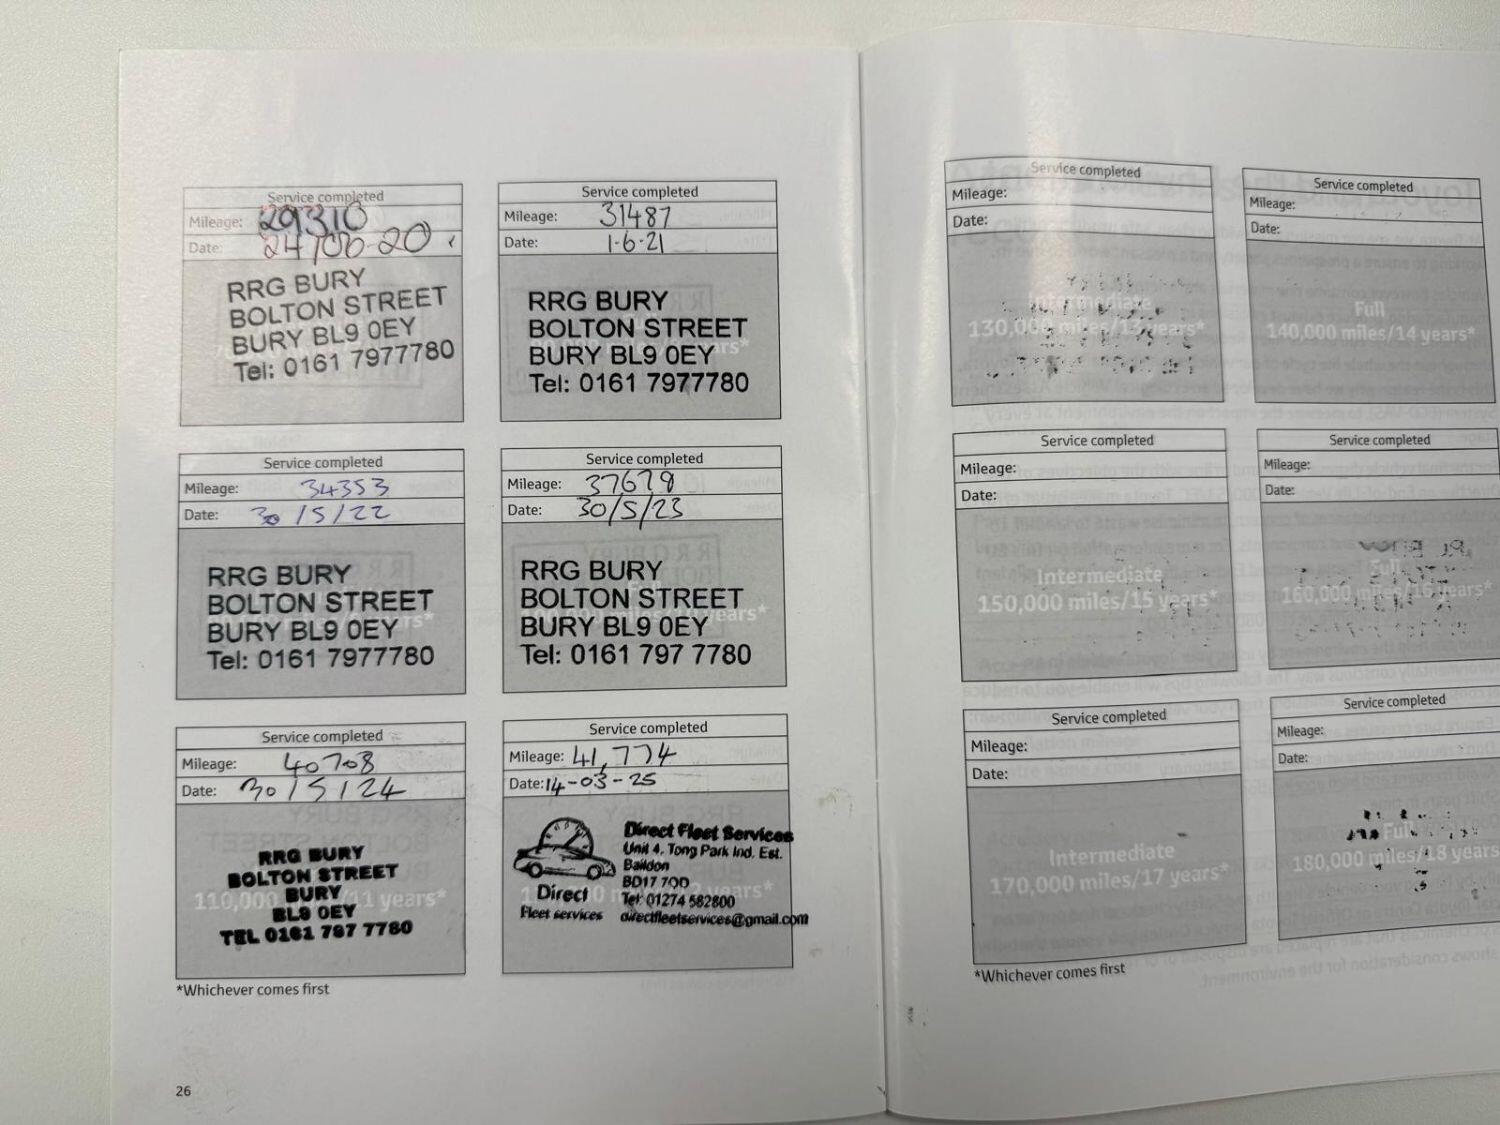 Service completed
Mileage: 29310
Date: 24/06-20
RRG BURY
BOLTON STREET
BURY BL9 0EY
Tel: 0161 7977780
Service completed
Mileage: 31487
Date: 1-6-21
RRG BURY
BOLTON STREET
BURY BL9 0EY
Tel: 0161 7977780
Service completed
Mileage: 34353
Date: 30/5/22
RRG BURY
BOLTON STREET
BURY BL9 0EY
Tel: 0161 7977780
Service completed
Mileage: 37679
Date: 30/5/23
RRG BURY
BOLTON STREET
BURY BL9 0EY
Tel: 0161 797 7780
Service completed
Mileage: 40708
Date: 30/5/24
RRG BURY
BOLTON STREET
BURY
BL9 0EY
TEL 0161 797 7780
110,000 years*
Service completed
Mileage: 41,774
Date: 14-03-25
Direct Fleet Services
Unit 4, Tong Park Ind. Est.
Baildon
BD17 7QD
Tel: 01274 582800
directfleetservices@gmail.com
Direct
Fleet services
*Whichever comes first
26
Service completed
Mileage:
Date:
Intermediate
130,000 miles/13 years*
Service completed
Mileage:
Date:
Full
140,000 miles/14 years*
Service completed
Mileage:
Date:
Intermediate
150,000 miles/15 years*
Service completed
Mileage:
Date:
Full
160,000 miles/16 years*
Service completed
Mileage:
Date:
Intermediate
170,000 miles/17 years*
Service completed
Mileage:
Date:
Full
180,000 miles/18 years
*Whichever comes first